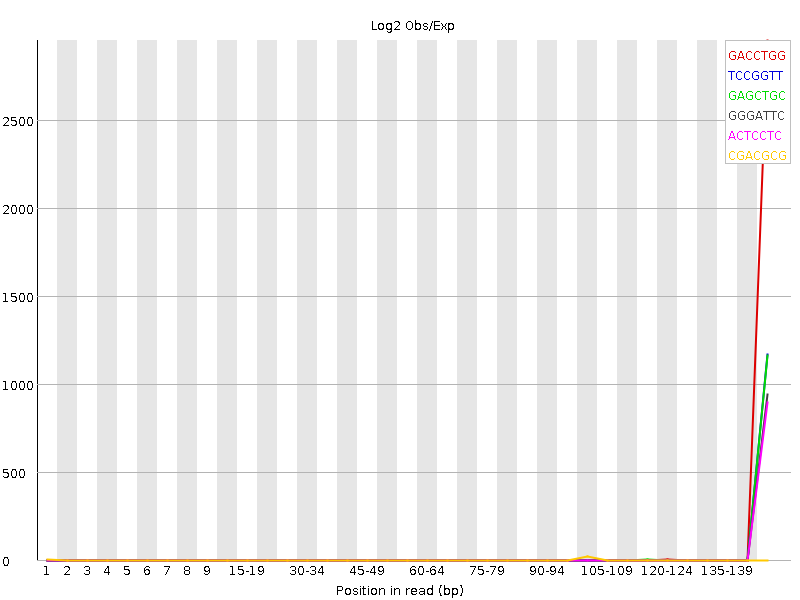 Log2 Obs/Exp
GACCTGG
TCCGGTT
GAGCTGC
GGGATTC
ACTCCTC
CGACGCG
2500
2000
1500
1000
500
0
1 2 3 4 5 6 7 8 9 15-19 30-34 45-49 60-64 75-79 90-94 105-109 120-124 135-139
Position in read (bp)